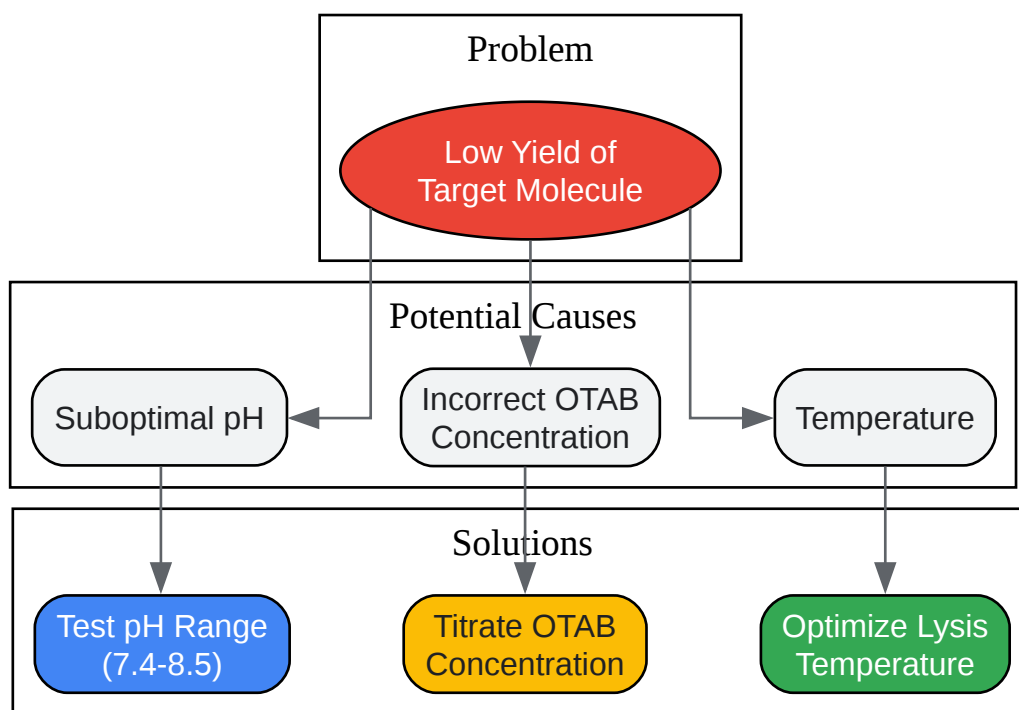 Problem
Low Yield of
Target Molecule
Potential Causes
Suboptimal pH
Incorrect OTAB
Concentration
Temperature
Solutions
Test pH Range
(7.4-8.5)
Titrate OTAB
Concentration
Optimize Lysis
Temperature